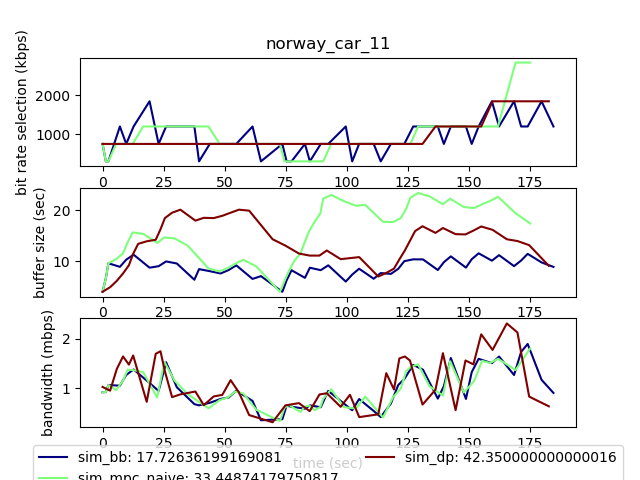 norway_car_11
bit rate selection (kbps)
2000
1000
0 25 50 75 100 125 150 175
buffer size (sec)
20
10
0 25 50 75 100 125 150 175
bandwidth (mbps)
2
1
0 25 50 75 100 125 150 175
time (sec)
sim_bb: 17.72636199169081
sim_dp: 42.350000000000016
sim_mpc_naive: 33.44874179750817